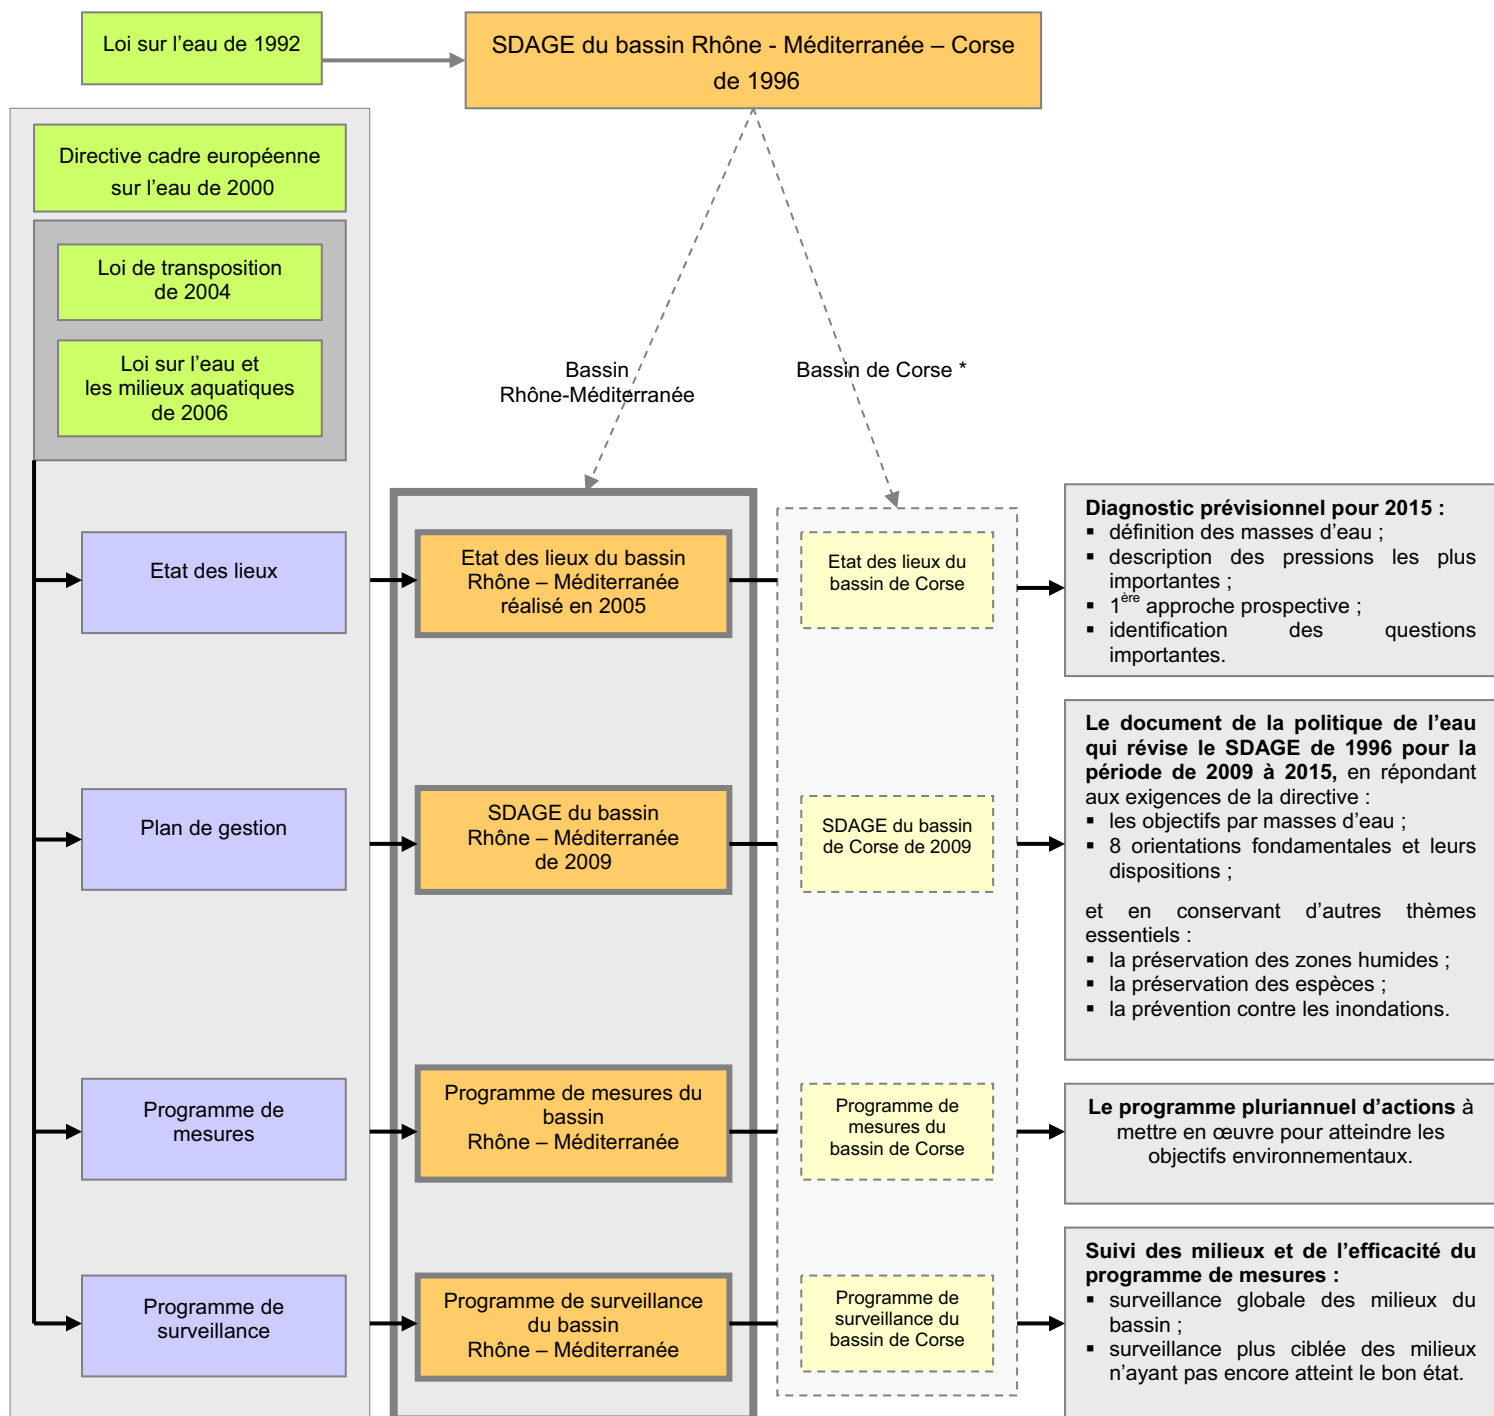 Loi sur l'eau de 1992
SDAGE du bassin Rhône - Méditerranée – Corse
de 1996
Directive cadre européenne
sur l'eau de 2000
Loi de transposition
de 2004
Loi sur l'eau et
les milieux aquatiques
de 2006
Bassin
Rhône-Méditerranée
Bassin de Corse *
Etat des lieux
Etat des lieux du bassin
Rhône – Méditerranée
réalisé en 2005
Etat des lieux du
bassin de Corse
Diagnostic prévisionnel pour 2015 :
▪ définition des masses d'eau ;
▪ description des pressions les plus
importantes ;
▪ 1ère approche prospective ;
▪ identification des questions
importantes.
Plan de gestion
SDAGE du bassin
Rhône – Méditerranée
de 2009
SDAGE du bassin
de Corse de 2009
Le document de la politique de l'eau
qui révise le SDAGE de 1996 pour la
période de 2009 à 2015, en répondant
aux exigences de la directive :
▪ les objectifs par masses d'eau ;
▪ 8 orientations fondamentales et leurs
dispositions ;
et en conservant d'autres thèmes
essentiels :
▪ la préservation des zones humides ;
▪ la préservation des espèces ;
▪ la prévention contre les inondations.
Programme de
mesures
Programme de mesures du
bassin
Rhône – Méditerranée
Programme de
mesures du
bassin de Corse
Le programme pluriannuel d'actions à
mettre en œuvre pour atteindre les
objectifs environnementaux.
Programme de
surveillance
Programme de surveillance
du bassin
Rhône – Méditerranée
Programme de
surveillance du
bassin de Corse
Suivi des milieux et de l'efficacité du
programme de mesures :
▪ surveillance globale des milieux du
bassin ;
▪ surveillance plus ciblée des milieux
n'ayant pas encore atteint le bon état.